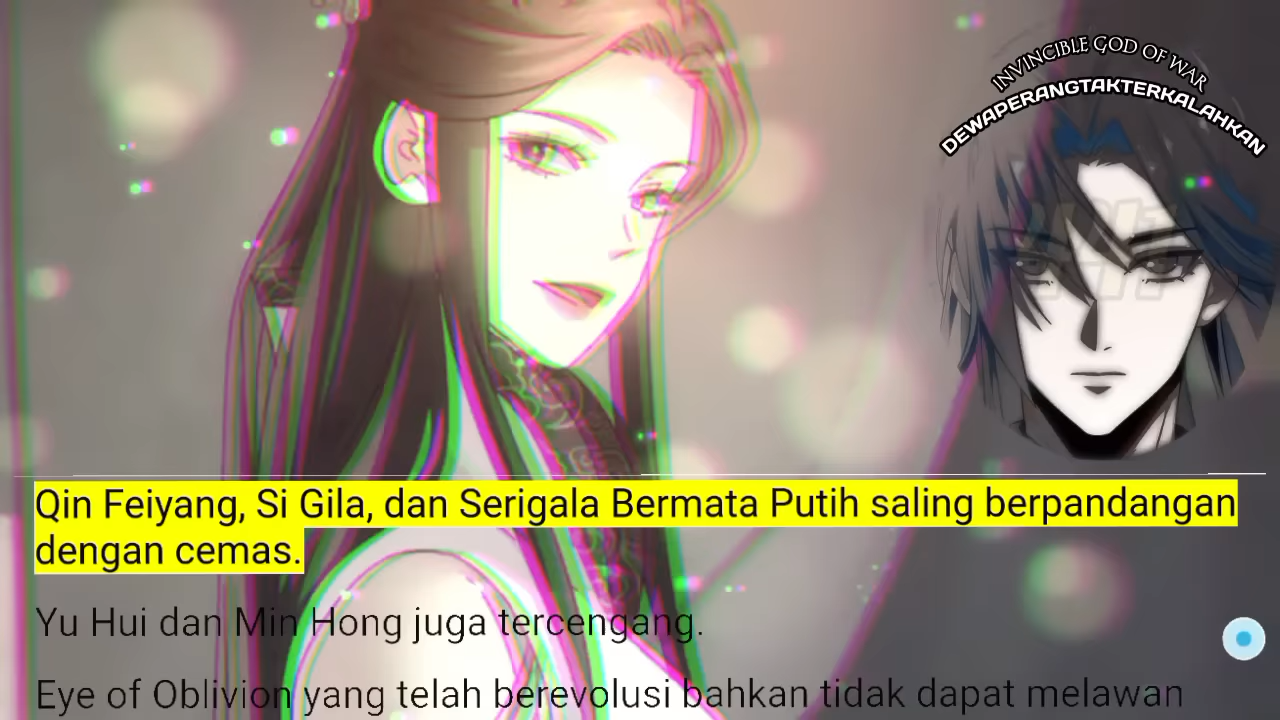 INVINCIBLE GOD OF WAR
DEWAPERANGTAKTERKALAHKAN
Qin Feiyang, Si Gila, dan Serigala Bermata Putih saling berpandangan
dengan cemas.
Yu Hui dan Min Hong juga tercengang.
Eye of Oblivion yang telah berevolusi bahkan tidak dapat melawan